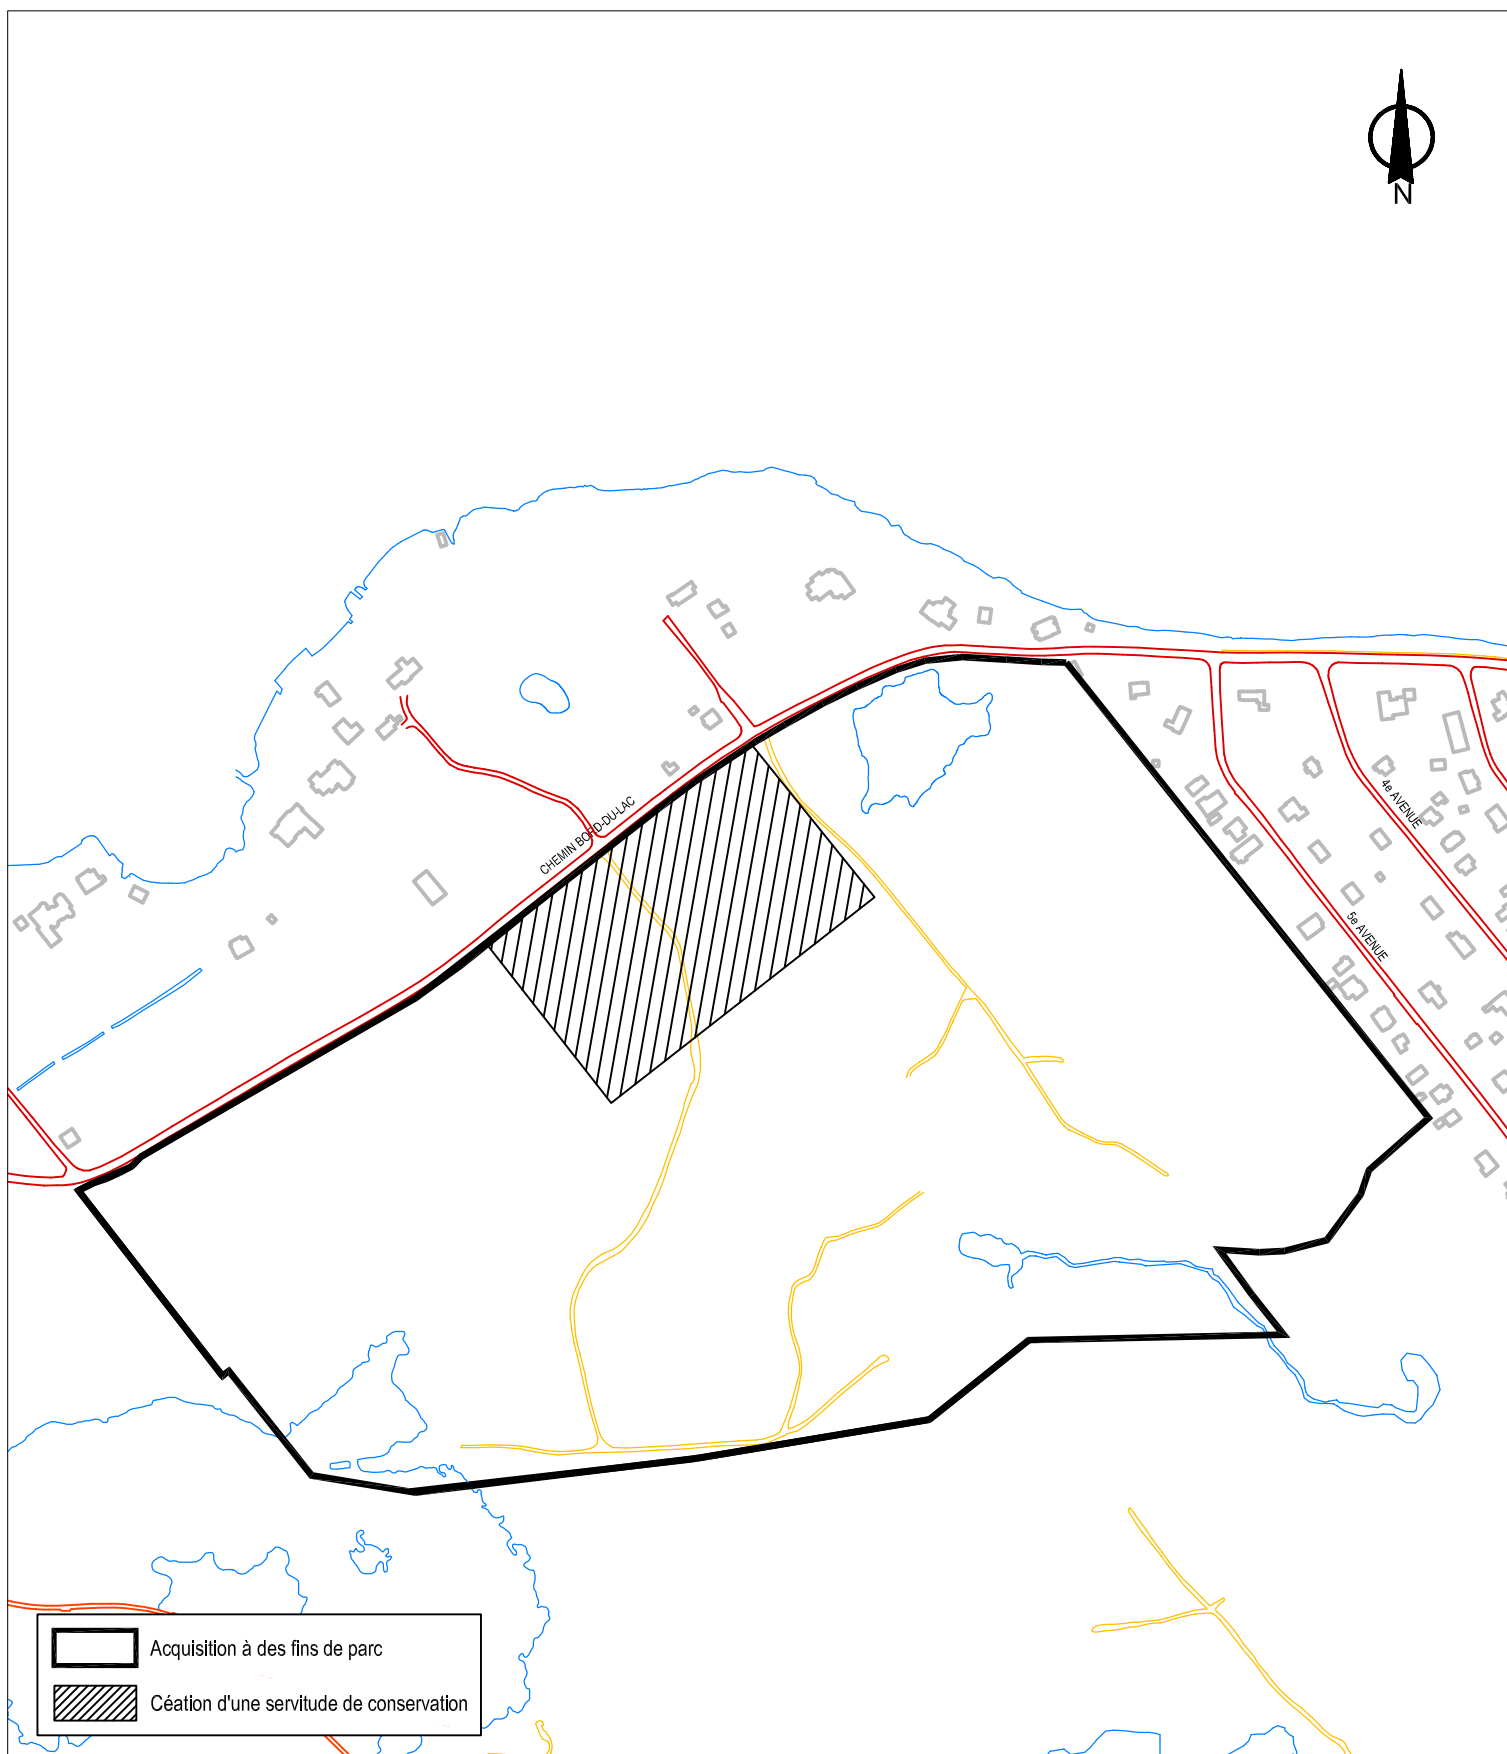 N
CHEMIN BORD-DU-LAC
4e AVENUE
5e AVENUE
Acquisition à des fins de parc
Céation d'une servitude de conservation